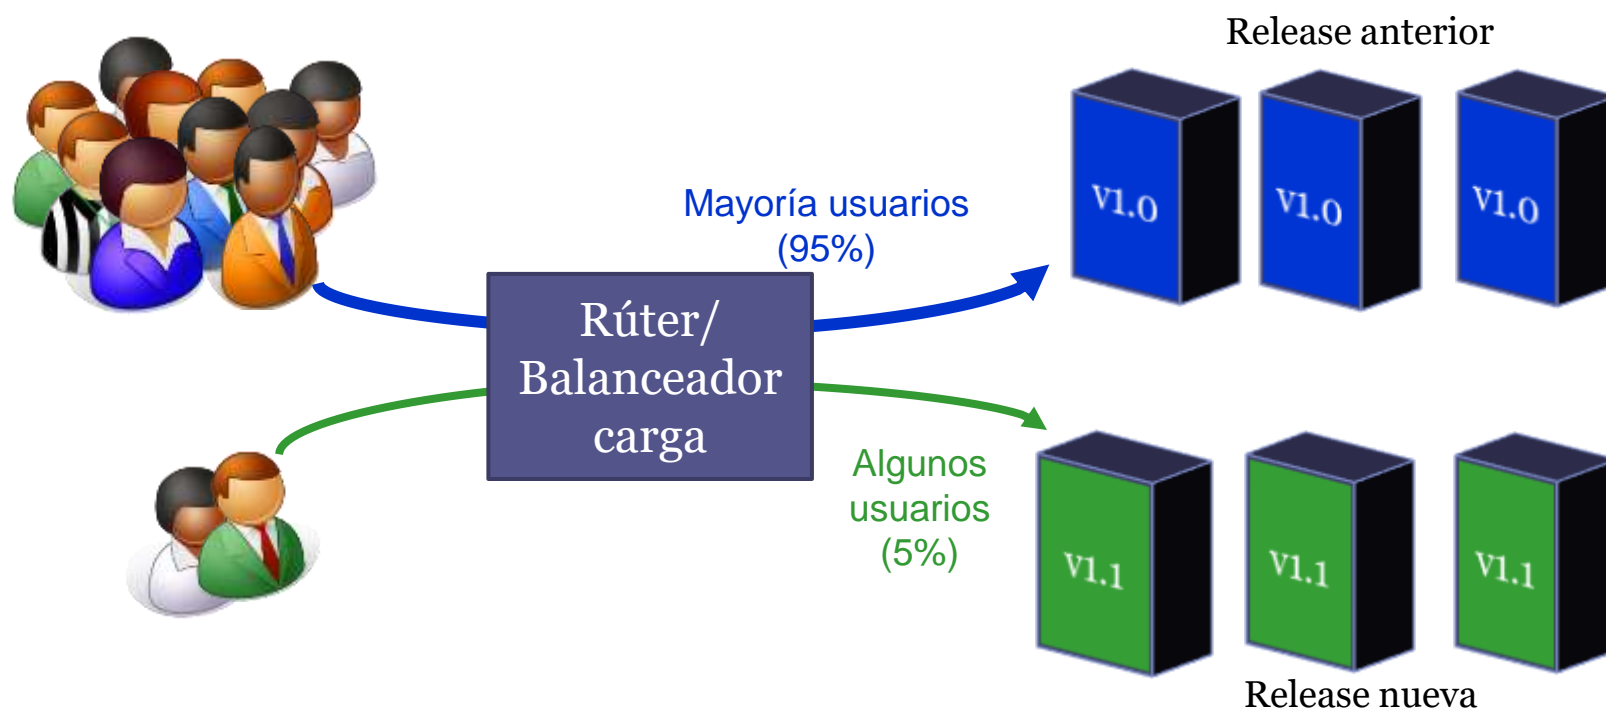 Release anterior
V1.0
V1.0
V1.0
Mayoría usuarios
(95%)
Rúter/
Balanceador
carga
Algunos
usuarios
(5%)
V1.1
V1.1
V1.1
Release nueva